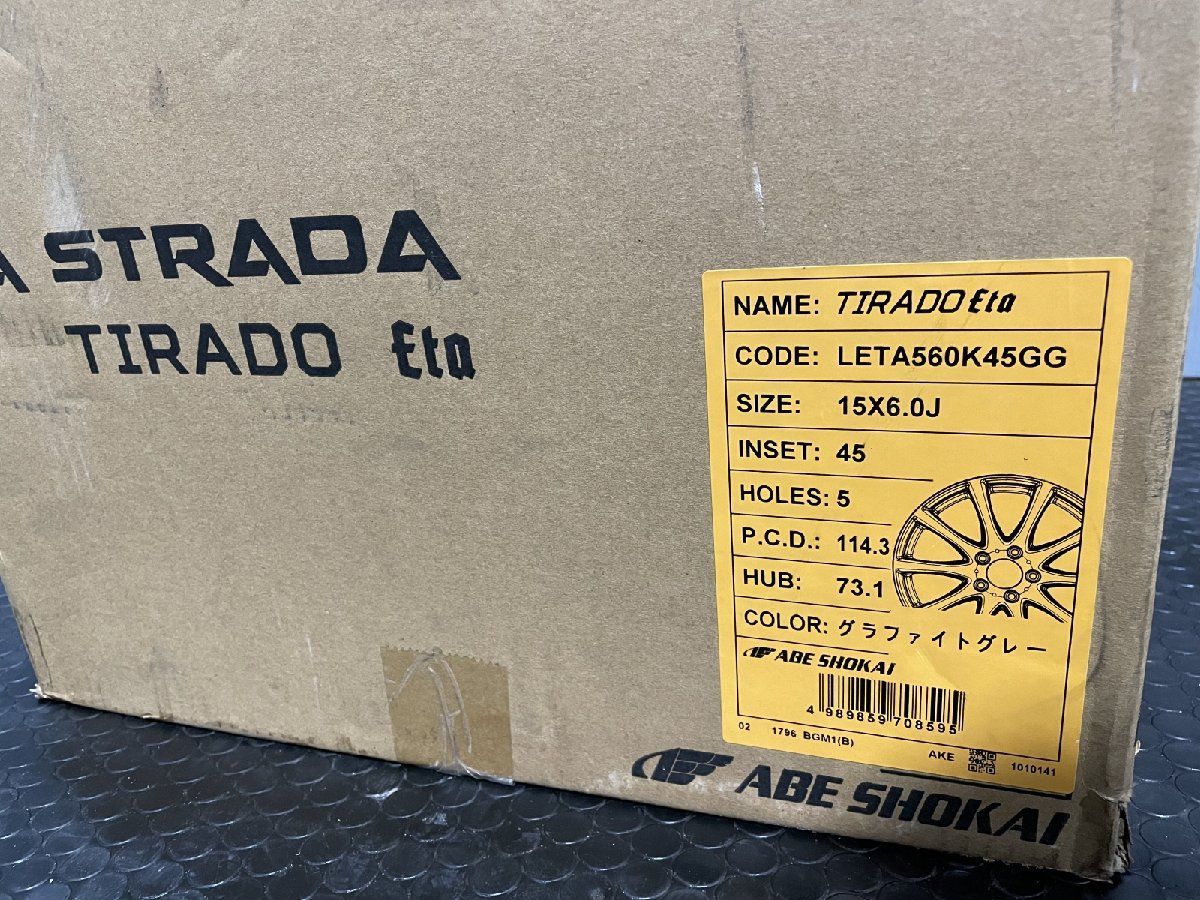 A STRADA
TIRADO Eta
NAME: TIRADO Eta
CODE: LETA560K45GG
SIZE: 15X6.0J
INSET: 45
HOLES: 5
P.C.D.: 114.3
HUB: 73.1
COLOR: グラファイトグレー
ABE SHOKAI
4 989859 708595
02 1796 BGM1(B) AKE 1010141
ABE SHOKAI